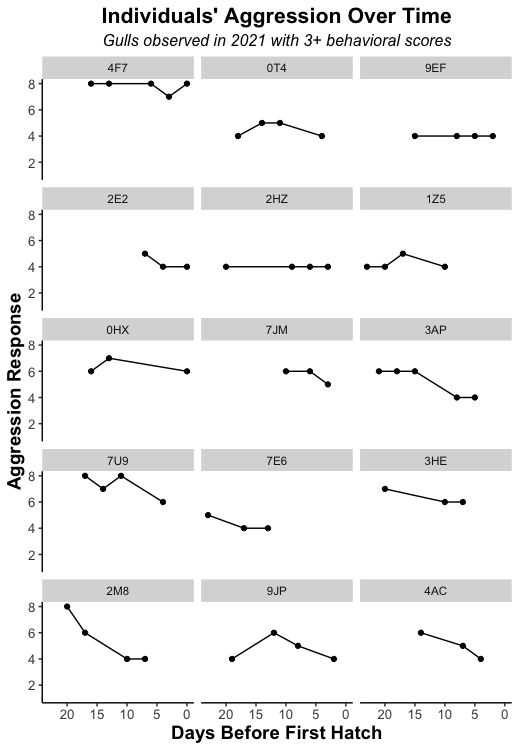 Individuals' Aggression Over Time
Gulls observed in 2021 with 3+ behavioral scores
4F7 0T4 9EF
8
6
4
2
2E2 2HZ 1Z5
8
6
4
2
0HX 7JM 3AP
8
6
4
2
7U9 7E6 3HE
8
6
4
2
2M8 9JP 4AC
8
6
4
2
20 15 10 5 0 20 15 10 5 0 20 15 10 5 0
Aggression Response
Days Before First Hatch